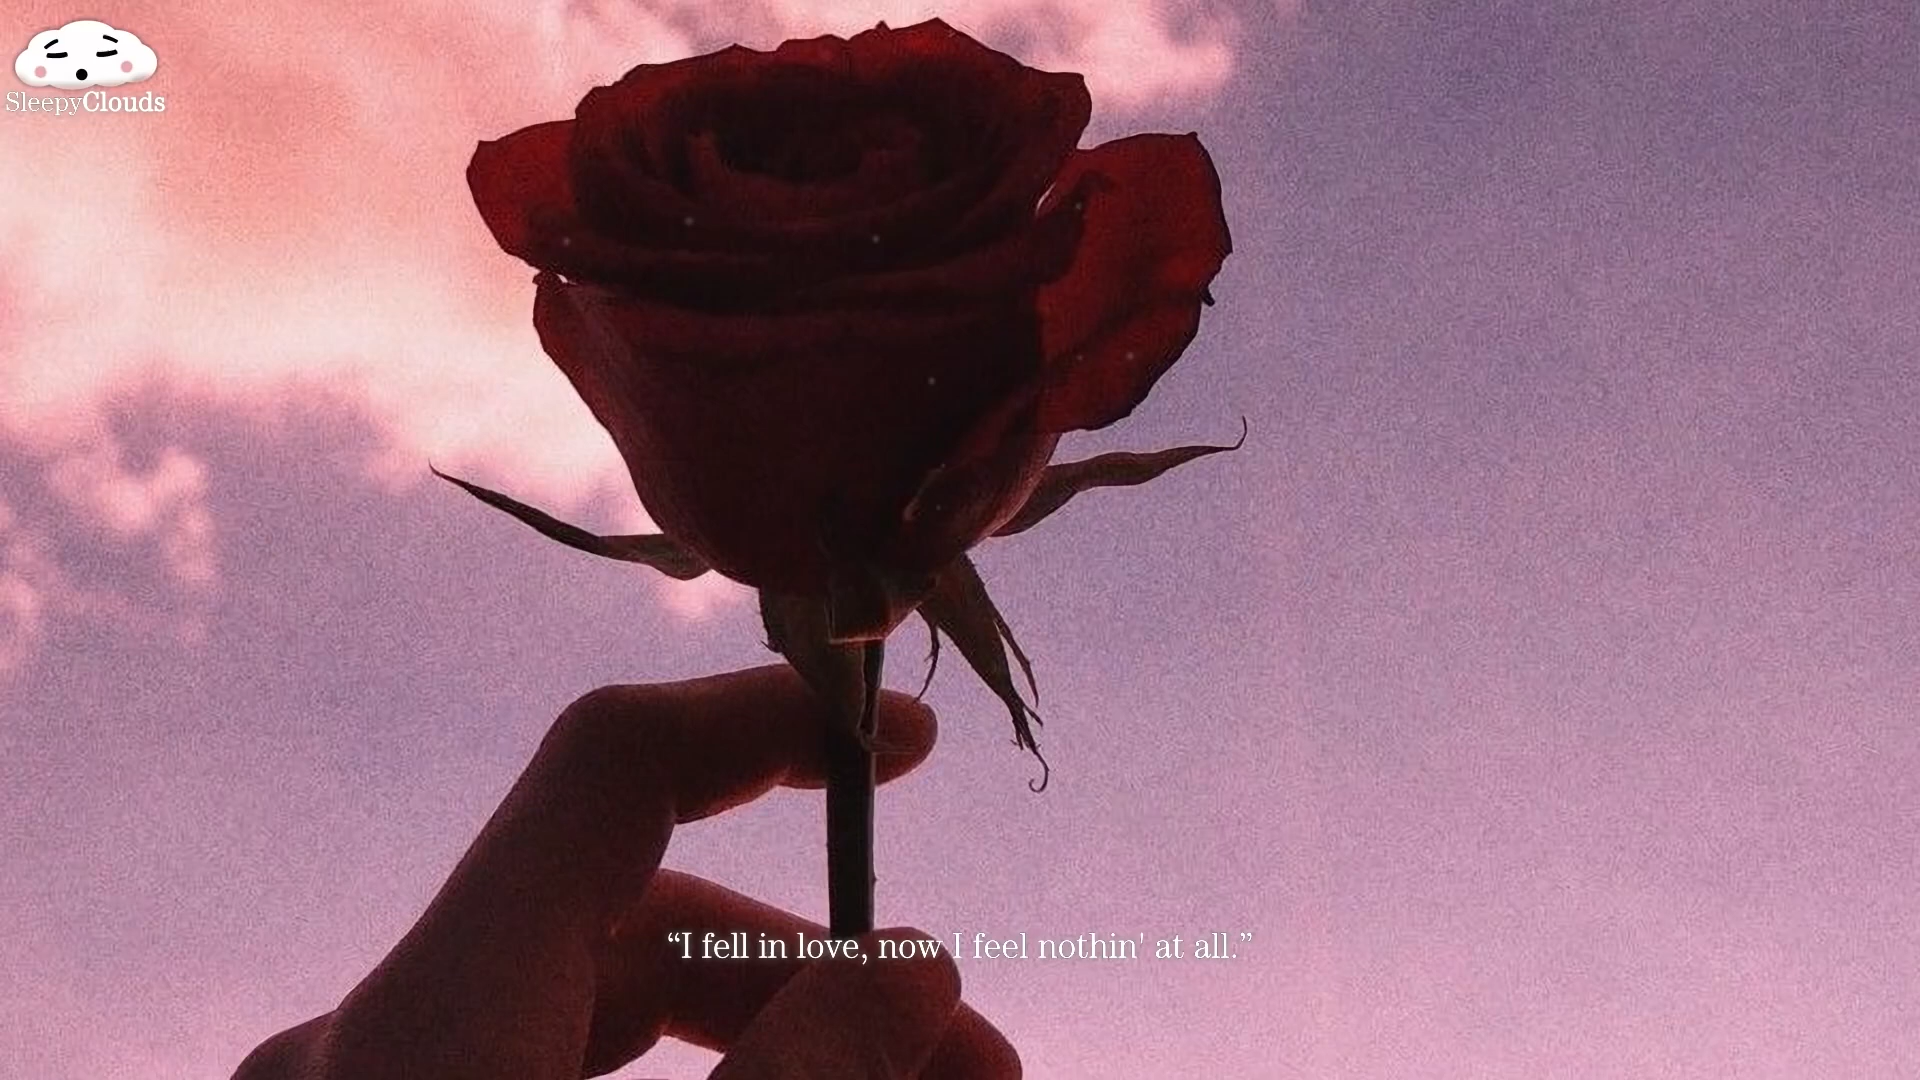 SleepyClouds
“I fell in love, now I feel nothin' at all.”